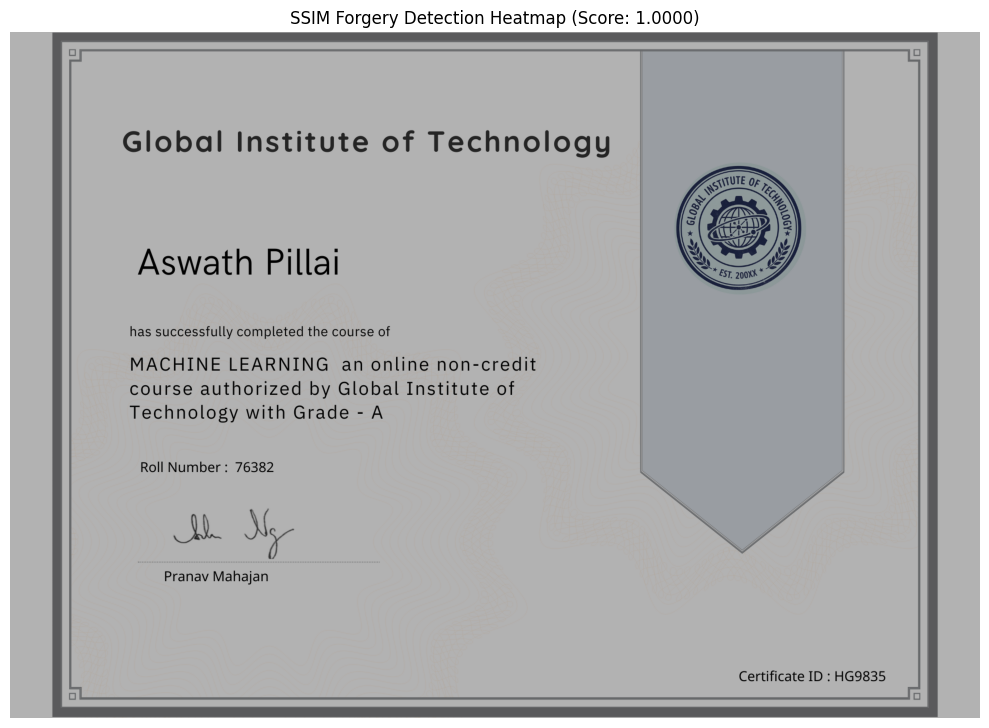 SSIM Forgery Detection Heatmap (Score: 1.0000)
Global Institute of Technology
GLOBAL INSTITUTE OF TECHNOLOGY
★ EST. 200XX ★
Aswath Pillai
has successfully completed the course of
MACHINE LEARNING  an online non-credit
course authorized by Global Institute of
Technology with Grade - A
Roll Number :  76382
Pranav Mahajan
Certificate ID : HG9835